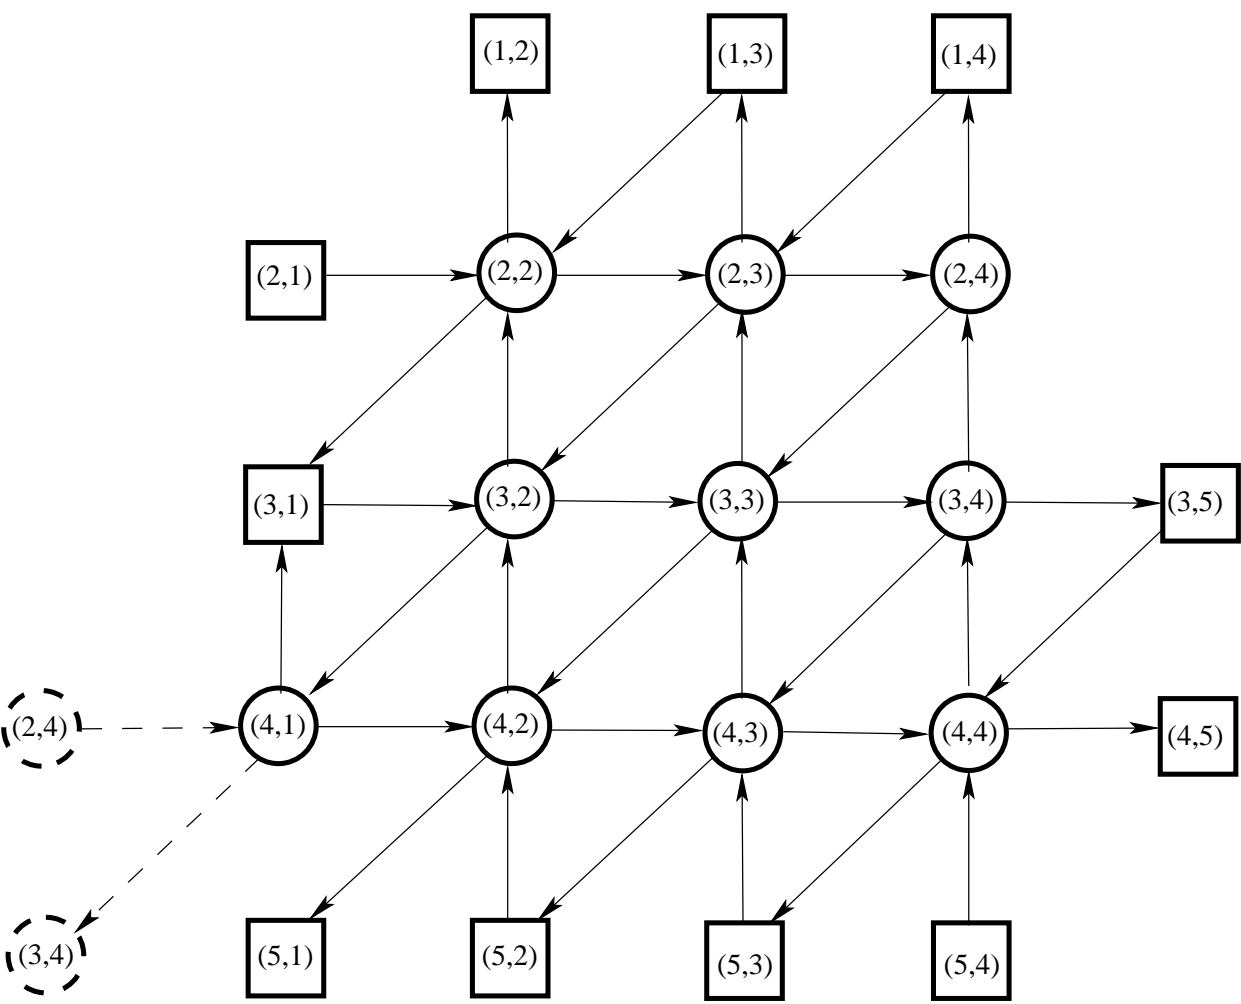 (1,2) (1,3) (1,4)
(2,1) (2,2) (2,3) (2,4)
(3,1) (3,2) (3,3) (3,4) (3,5)
(2,4) (4,1) (4,2) (4,3) (4,4) (4,5)
(3,4) (5,1) (5,2) (5,3) (5,4)